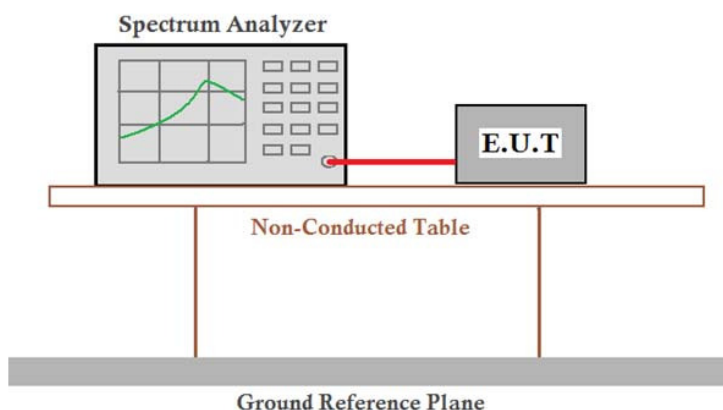 Spectrum Analyzer
E.U.T
Non-Conducted Table
Ground Reference Plane